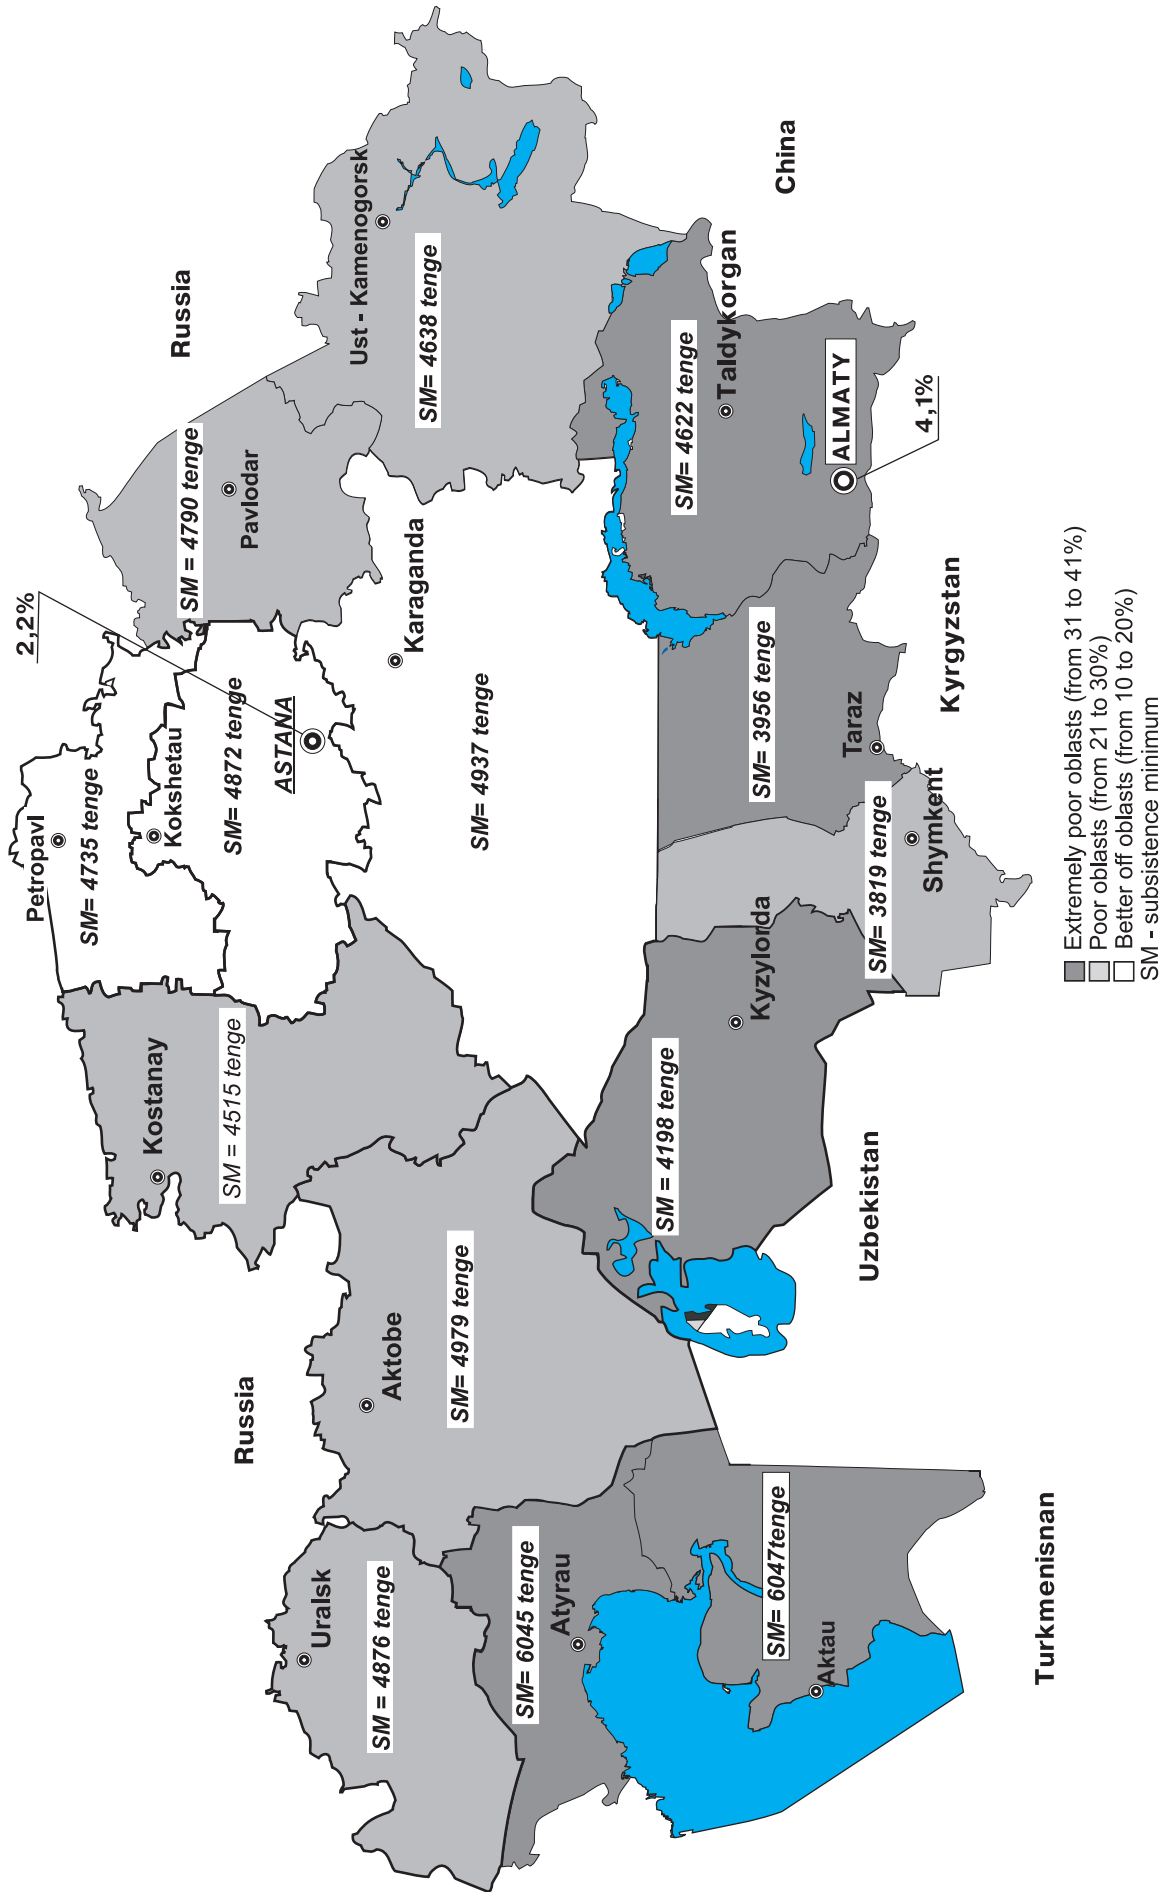 Russia
Russia
China
Kyrgyzstan
Uzbekistan
Turkmenisnan
2,2%
Petropavl
SM= 4735 tenge
Kokshetau
SM= 4872 tenge
ASTANA
Kostanay
SM = 4515 tenge
SM = 4790 tenge
Pavlodar
Uralsk
SM = 4876 tenge
Aktobe
SM= 4979 tenge
Karaganda
SM= 4937 tenge
Ust - Kamenogorsk
SM= 4638 tenge
SM= 6045 tenge
Atyrau
SM= 6047tenge
Aktau
SM = 4198 tenge
Kyzylorda
SM= 3819 tenge
Shymkent
SM= 3956 tenge
Taraz
SM= 4622 tenge
Taldykorgan
ALMATY
4,1%
Extremely poor oblasts (from 31 to 41%)
Poor oblasts (from 21 to 30%)
Better off oblasts (from 10 to 20%)
SM - subsistence minimum